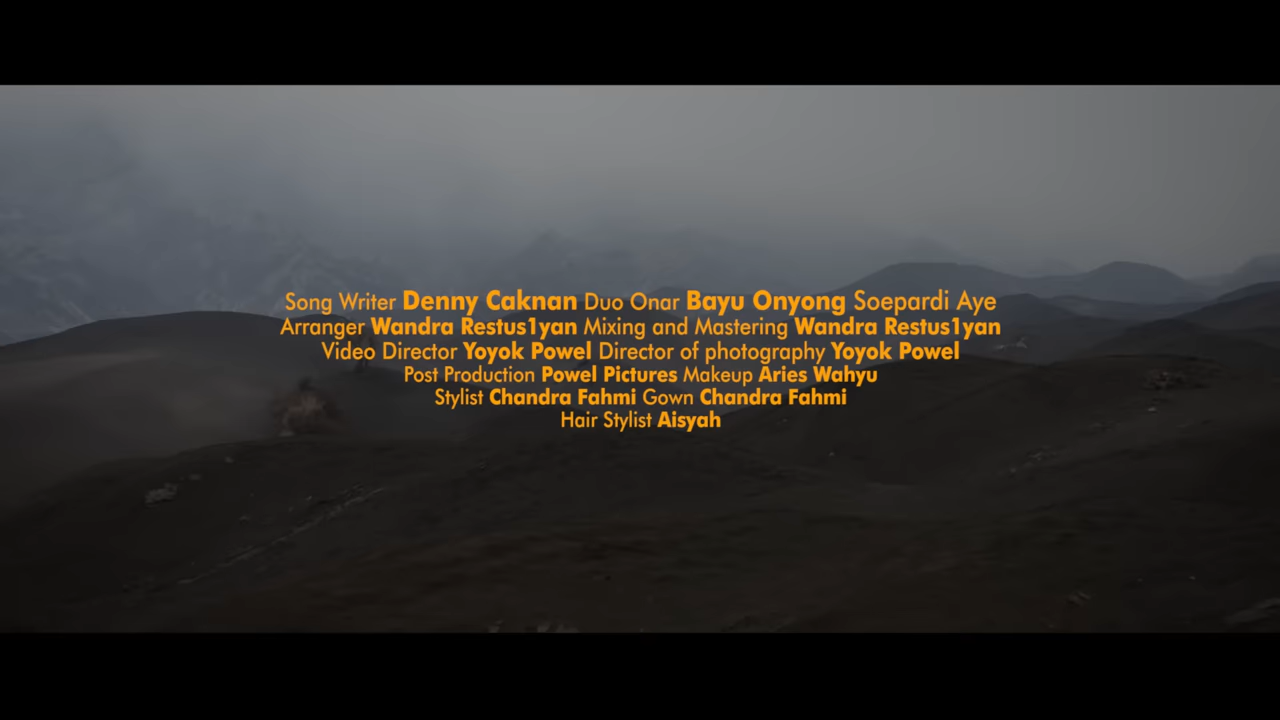 Song Writer Denny Caknan Duo Onar Bayu Onyong Soepardi Aye
Arranger Wandra Restus1yan Mixing and Mastering Wandra Restus1yan
Video Director Yoyok Powel Director of photography Yoyok Powel
Post Production Powel Pictures Makeup Aries Wahyu
Stylist Chandra Fahmi Gown Chandra Fahmi
Hair Stylist Aisyah